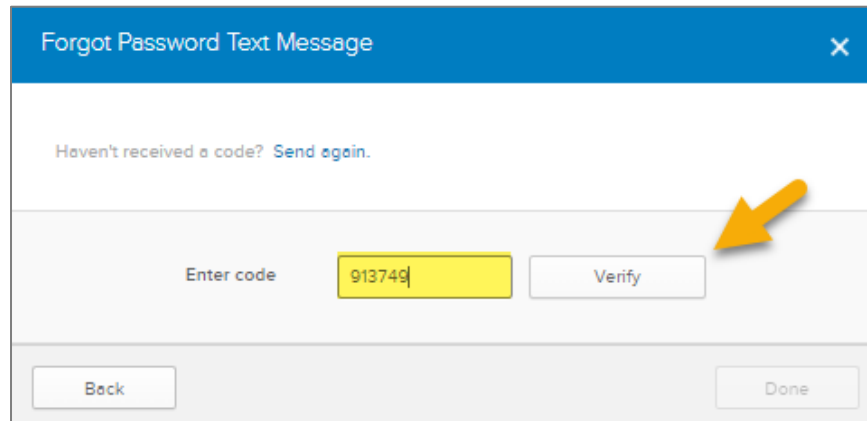 Forgot Password Text Message
Haven't received a code? Send again.
Enter code 913749 Verify
Back Done